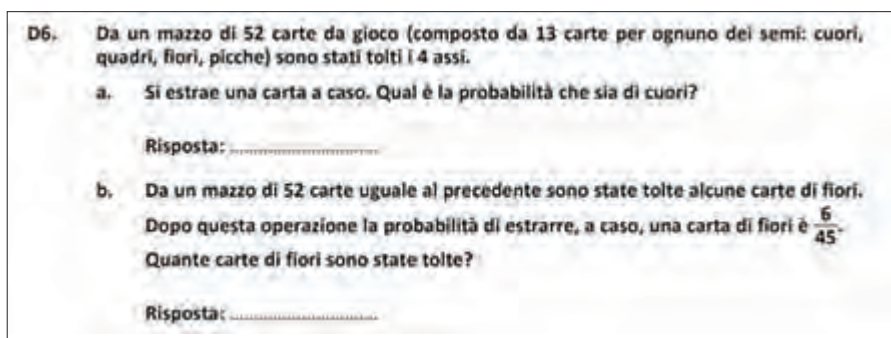 D6. Da un mazzo di 52 carte da gioco (composto da 13 carte per ognuno dei semi: cuori,
quadri, fiori, picche) sono stati tolti i 4 assi.
a. Si estrae una carta a caso. Qual è la probabilità che sia di cuori?
Risposta: ..............................
b. Da un mazzo di 52 carte uguale al precedente sono state tolte alcune carte di fiori.
Dopo questa operazione la probabilità di estrarre, a caso, una carta di fiori è 6/45.
Quante carte di fiori sono state tolte?
Risposta: ..............................